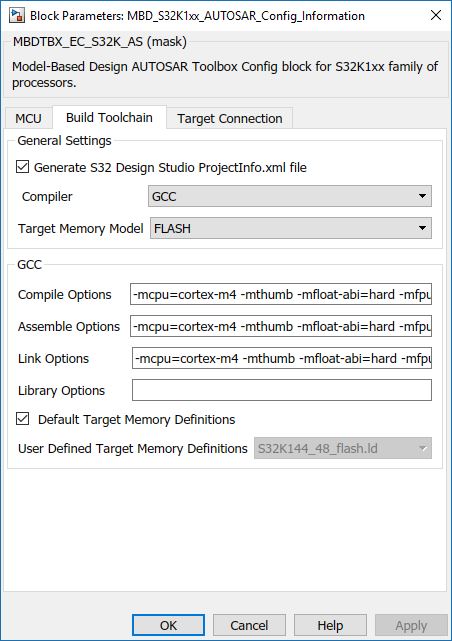 Block Parameters: MBD_S32K1xx_AUTOSAR_Config_Information
MBDTBX_EC_S32K_AS (mask)
Model-Based Design AUTOSAR Toolbox Config block for S32K1xx family of
processors.
MCU Build Toolchain Target Connection
General Settings
Generate S32 Design Studio ProjectInfo.xml file
Compiler GCC
Target Memory Model FLASH
GCC
Compile Options -mcpu=cortex-m4 -mthumb -mfloat-abi=hard -mfpu
Assemble Options -mcpu=cortex-m4 -mthumb -mfloat-abi=hard -mfpu
Link Options -mcpu=cortex-m4 -mthumb -mfloat-abi=hard -mfpu
Library Options
Default Target Memory Definitions
User Defined Target Memory Definitions S32K144_48_flash.ld
OK Cancel Help Apply